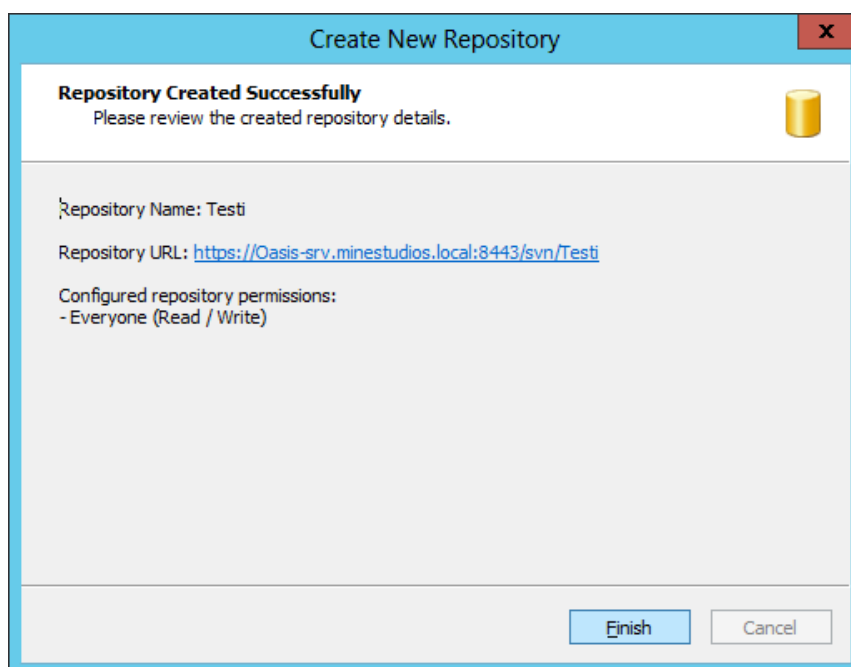 Create New Repository
x
Repository Created Successfully
Please review the created repository details.
Repository Name: Testi
Repository URL: https://Oasis-srv.minestudios.local:8443/svn/Testi
Configured repository permissions:
- Everyone (Read / Write)
Finish
Cancel